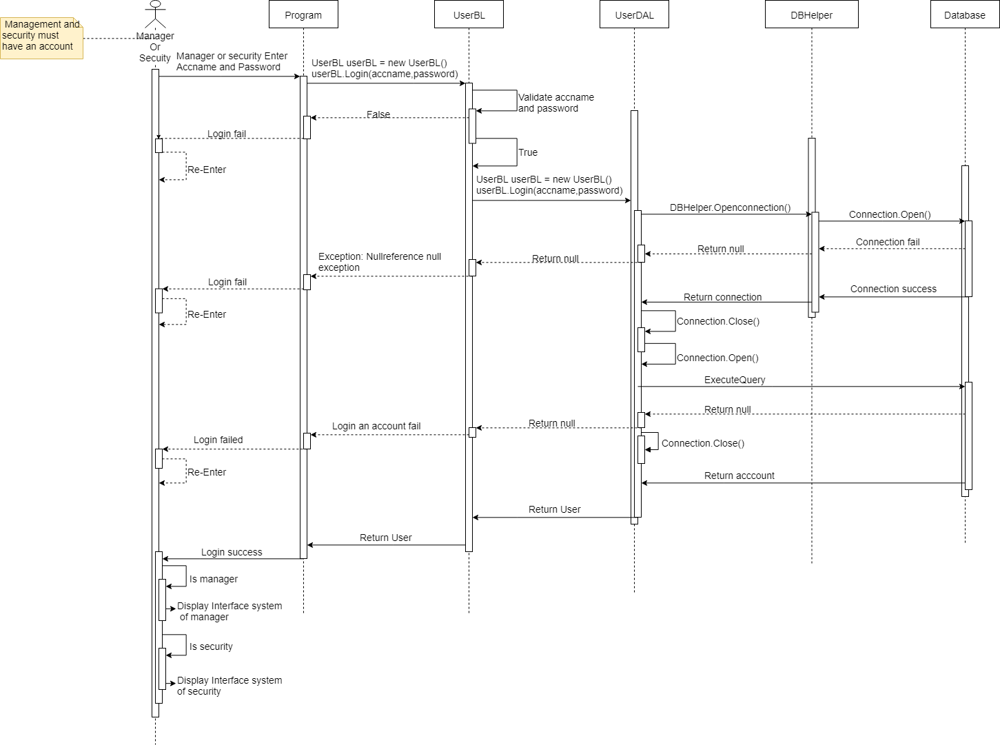 Program
UserBL
UserDAL
DBHelper
Database
Management and
security must
have an account
Manager
Or
Secuity
Manager or security Enter
Accname and Password
UserBL userBL = new UserBL()
userBL.Login(accname,password)
Validate accname
and password
False
Login fail
True
Re-Enter
UserBL userBL = new UserBL()
userBL.Login(accname,password)
DBHelper.Openconnection()
Connection.Open()
Connection fail
Return null
Return null
Exception: Nullreference null
exception
Login fail
Connection success
Return connection
Re-Enter
Connection.Close()
Connection.Open()
ExecuteQuery
Return null
Return null
Login an account fail
Login failed
Connection.Close()
Re-Enter
Return acccount
Return User
Return User
Login success
Is manager
Display Interface system
of manager
Is security
Display Interface system
of security